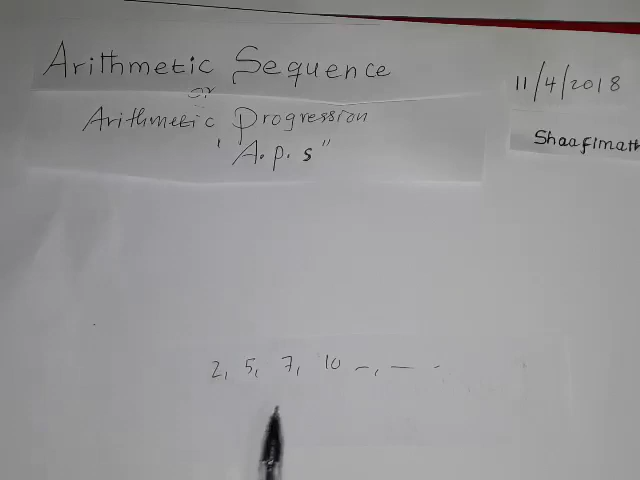 Arithmetic Sequence
or
Arithmetic Progression
"A.p.s"
11/4/2018
Shaafimath
2, 5, 7, 10 -, - -